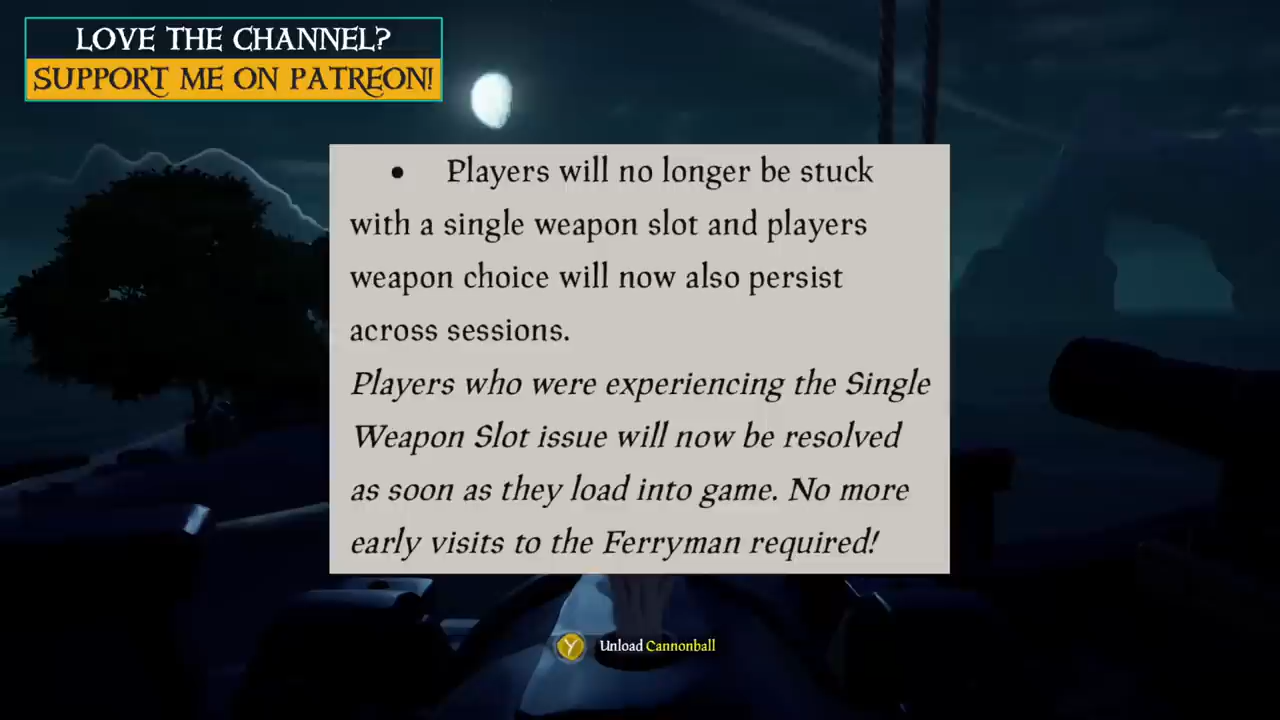 LOVE THE CHANNEL?
SUPPORT ME ON PATREON!
• Players will no longer be stuck
with a single weapon slot and players
weapon choice will now also persist
across sessions.
Players who were experiencing the Single
Weapon Slot issue will now be resolved
as soon as they load into game. No more
early visits to the Ferryman required!
Y Unload Cannonball